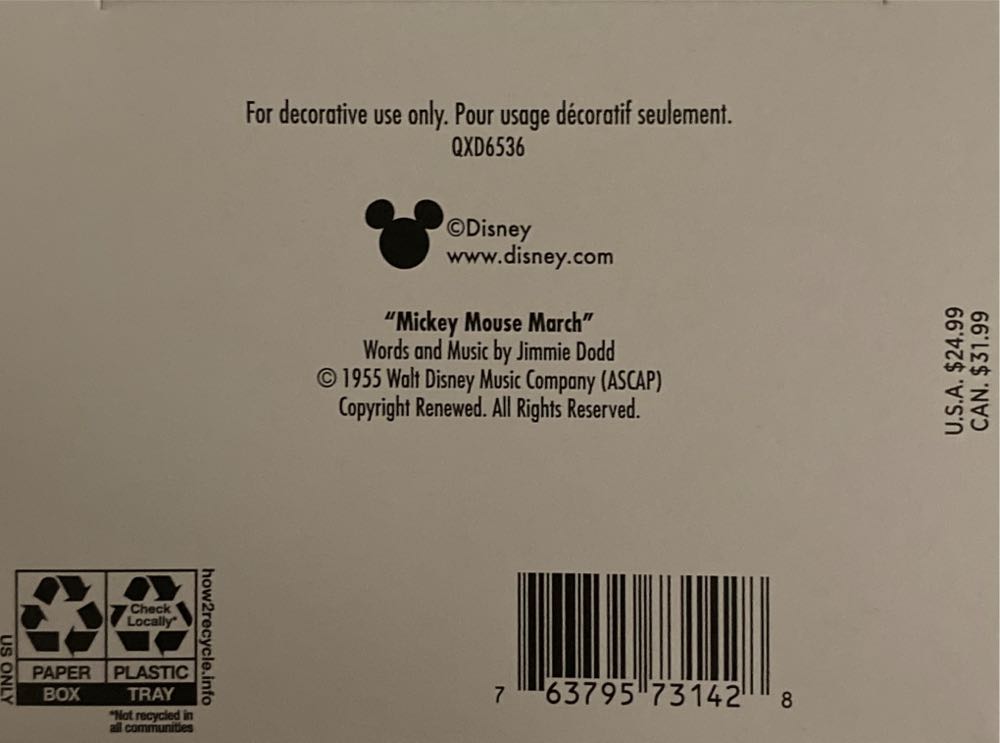 For decorative use only. Pour usage décoratif seulement.
QXD6536
©Disney
www.disney.com
“Mickey Mouse March”
Words and Music by Jimmie Dodd
© 1955 Walt Disney Music Company (ASCAP)
Copyright Renewed. All Rights Reserved.
U.S.A. $24.99
CAN. $31.99
US ONLY
Check
Locally*
PAPER
BOX
PLASTIC
TRAY
how2recycle.info
*Not recycled in
all communities
7 63795 73142 8